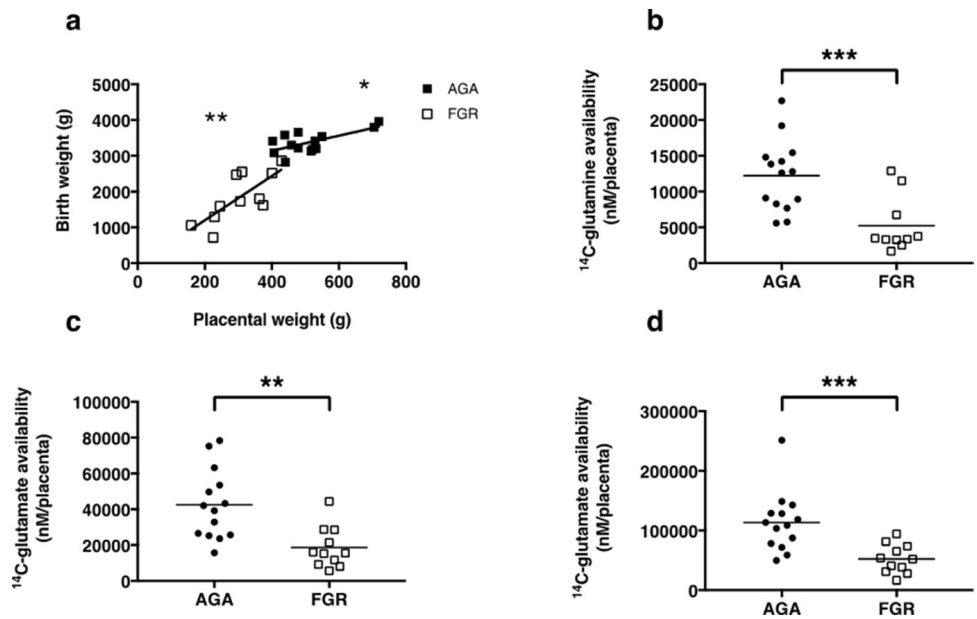 a
5000
4000
3000
2000
1000
0
Birth weight (g)
**
*
AGA
FGR
0 200 400 600 800
Placental weight (g)
b
***
25000
20000
15000
10000
5000
0
¹⁴C-glutamine availability
(nM/placenta)
AGA FGR
c
**
100000
80000
60000
40000
20000
0
¹⁴C-glutamate availability
(nM/placenta)
AGA FGR
d
***
300000
200000
100000
0
¹⁴C-glutamate availability
(nM/placenta)
AGA FGR